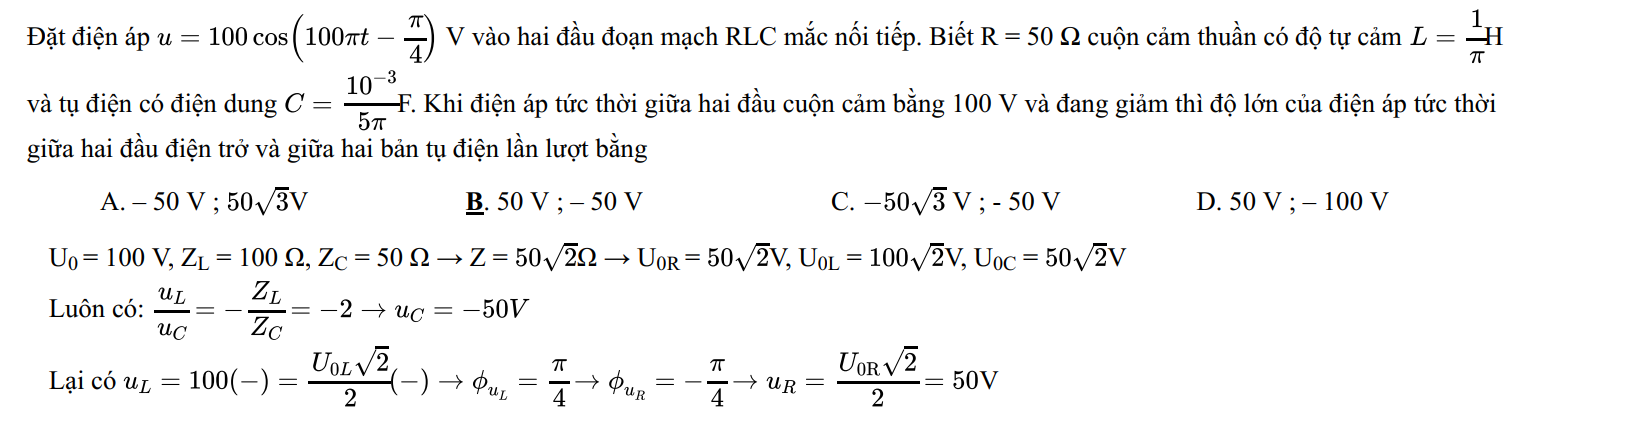 Đặt điện áp $u = 100\cos\left(100\pi t - \frac{\pi}{4}\right)$ V vào hai đầu đoạn mạch RLC mắc nối tiếp. Biết R = 50 Ω cuộn cảm thuần có độ tự cảm $L = \frac{1}{\pi}$H
và tụ điện có điện dung $C = \frac{10^{-3}}{5\pi}$F. Khi điện áp tức thời giữa hai đầu cuộn cảm bằng 100 V và đang giảm thì độ lớn của điện áp tức thời
giữa hai đầu điện trở và giữa hai bản tụ điện lần lượt bằng
A. – 50 V ; $50\sqrt{3}$V B. 50 V ; – 50 V C. $-50\sqrt{3}$ V ; - 50 V D. 50 V ; – 100 V
U₀ = 100 V, Z_L = 100 Ω, Z_C = 50 Ω → Z = $50\sqrt{2}$Ω → U₀R = $50\sqrt{2}$V, U₀L = $100\sqrt{2}$V, U₀C = $50\sqrt{2}$V
Luôn có: $\frac{u_L}{u_C} = -\frac{Z_L}{Z_C} = -2 \rightarrow u_C = -50V$
Lại có $u_L = 100(-) = \frac{U_{0L}\sqrt{2}}{2}(-) \rightarrow \phi_{u_L} = \frac{\pi}{4} \rightarrow \phi_{u_R} = -\frac{\pi}{4} \rightarrow u_R = \frac{U_{0R}\sqrt{2}}{2} = 50$V